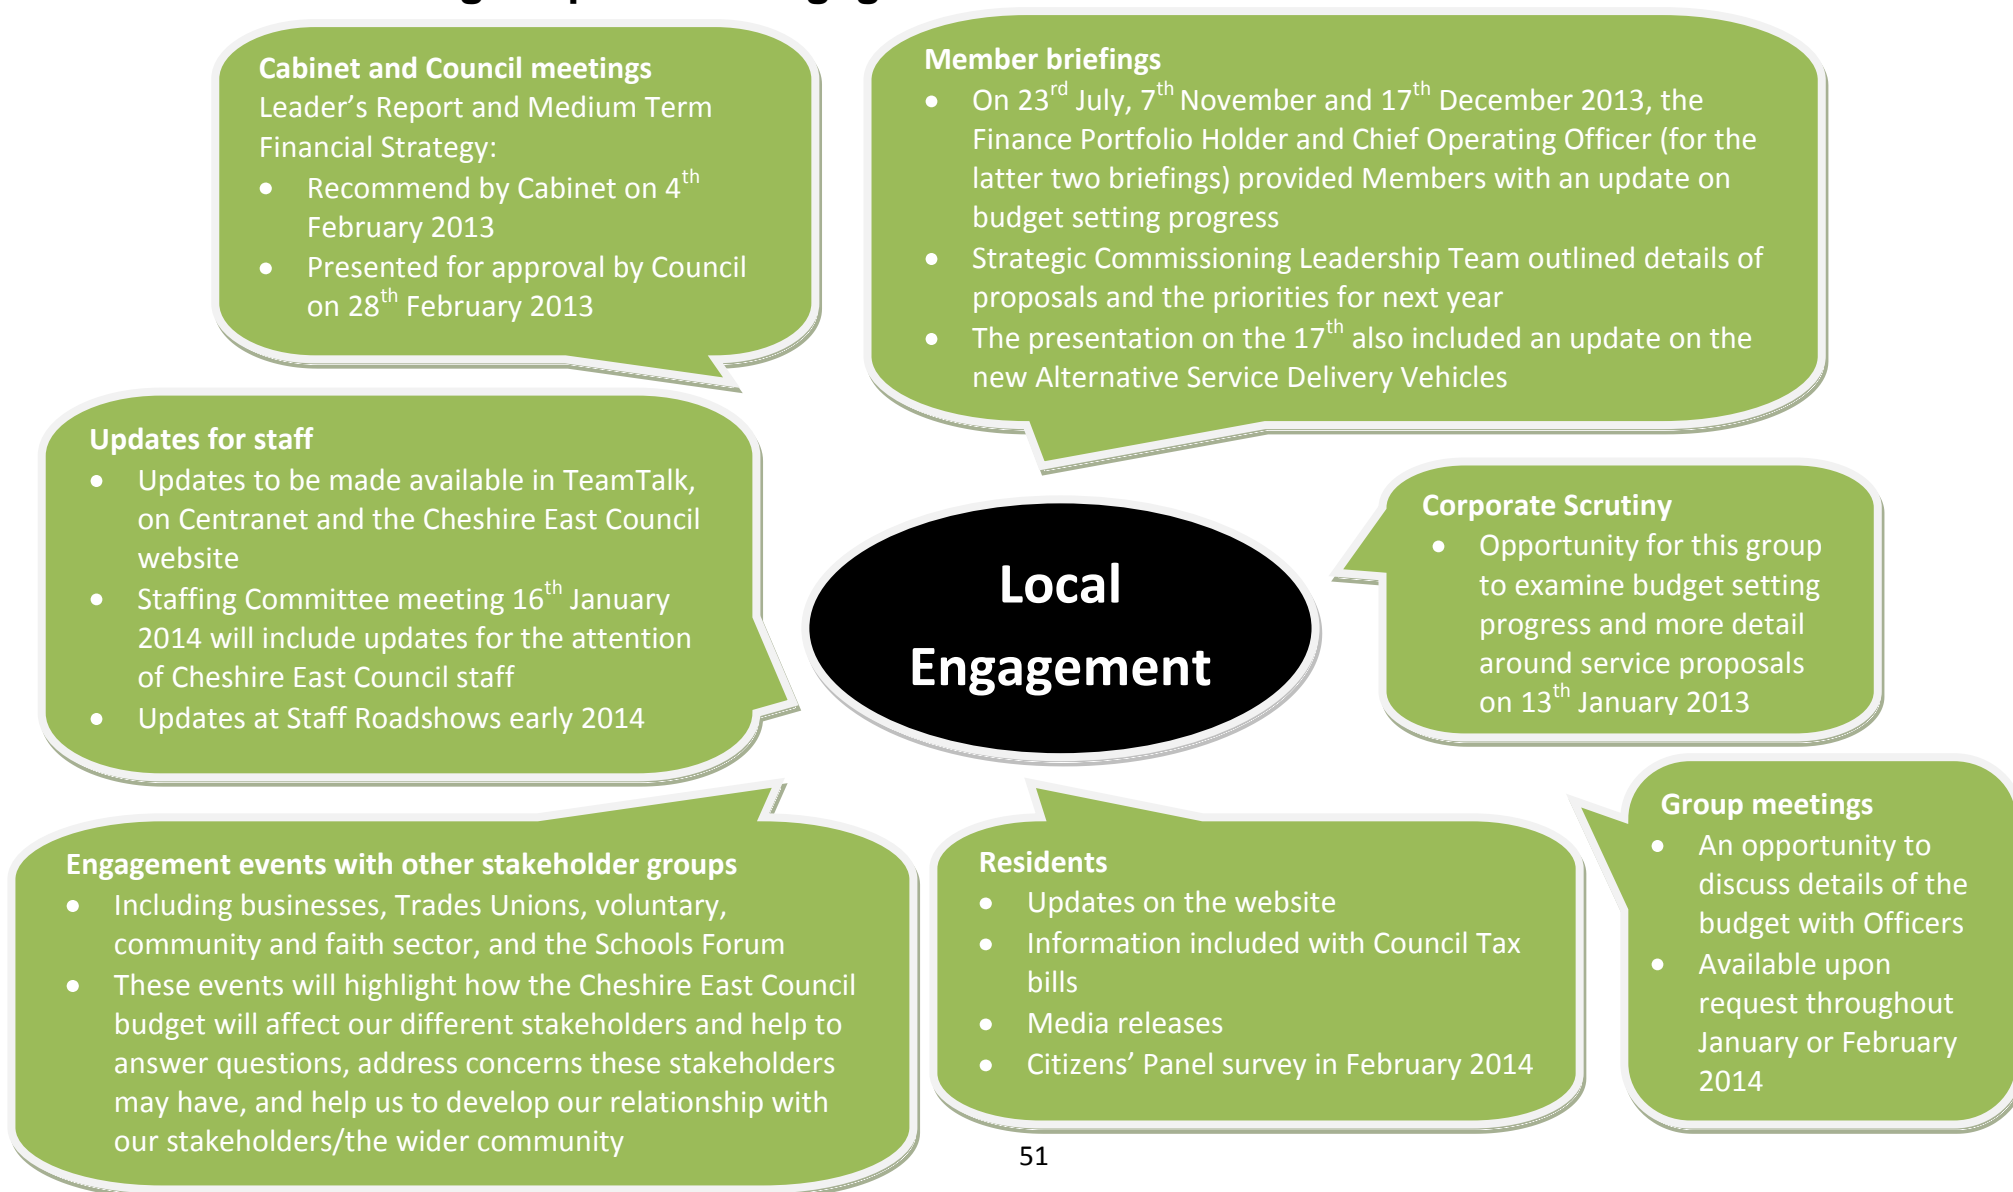 Cabinet and Council meetings
Leader’s Report and Medium Term
Financial Strategy:
• Recommend by Cabinet on 4th
February 2013
• Presented for approval by Council
on 28th February 2013
Member briefings
• On 23rd July, 7th November and 17th December 2013, the
Finance Portfolio Holder and Chief Operating Officer (for the
latter two briefings) provided Members with an update on
budget setting progress
• Strategic Commissioning Leadership Team outlined details of
proposals and the priorities for next year
• The presentation on the 17th also included an update on the
new Alternative Service Delivery Vehicles
Updates for staff
• Updates to be made available in TeamTalk,
on Centranet and the Cheshire East Council
website
• Staffing Committee meeting 16th January
2014 will include updates for the attention
of Cheshire East Council staff
• Updates at Staff Roadshows early 2014
Local
Engagement
Corporate Scrutiny
• Opportunity for this group
to examine budget setting
progress and more detail
around service proposals
on 13th January 2013
Engagement events with other stakeholder groups
• Including businesses, Trades Unions, voluntary,
community and faith sector, and the Schools Forum
• These events will highlight how the Cheshire East Council
budget will affect our different stakeholders and help to
answer questions, address concerns these stakeholders
may have, and help us to develop our relationship with
our stakeholders/the wider community
Residents
• Updates on the website
• Information included with Council Tax
bills
• Media releases
• Citizens’ Panel survey in February 2014
Group meetings
• An opportunity to
discuss details of the
budget with Officers
• Available upon
request throughout
January or February
2014
51